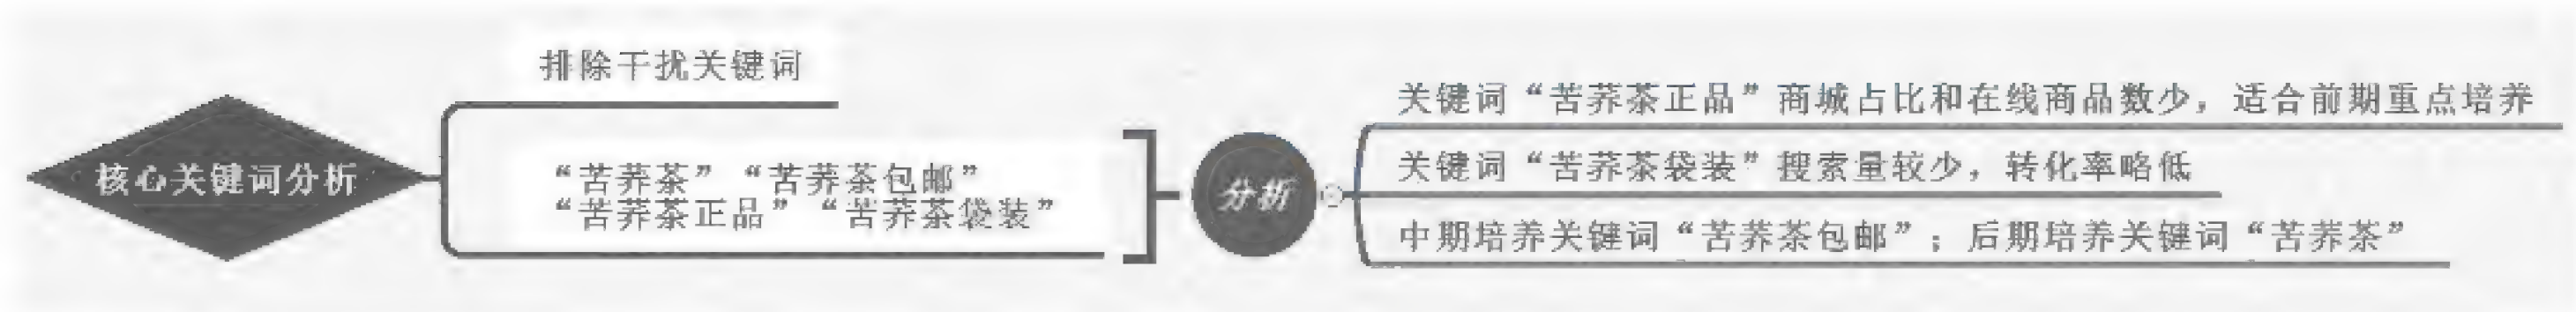 核心关键词分析
排除干扰关键词
“苦荞茶” “苦荞茶包邮”
“苦荞茶正品” “苦荞茶袋装”
分析
关键词“苦荞茶正品”商城占比和在线商品数少，适合前期重点培养
关键词“苦荞茶袋装”搜索量较少，转化率略低
中期培养关键词“苦荞茶包邮”；后期培养关键词“苦荞茶”